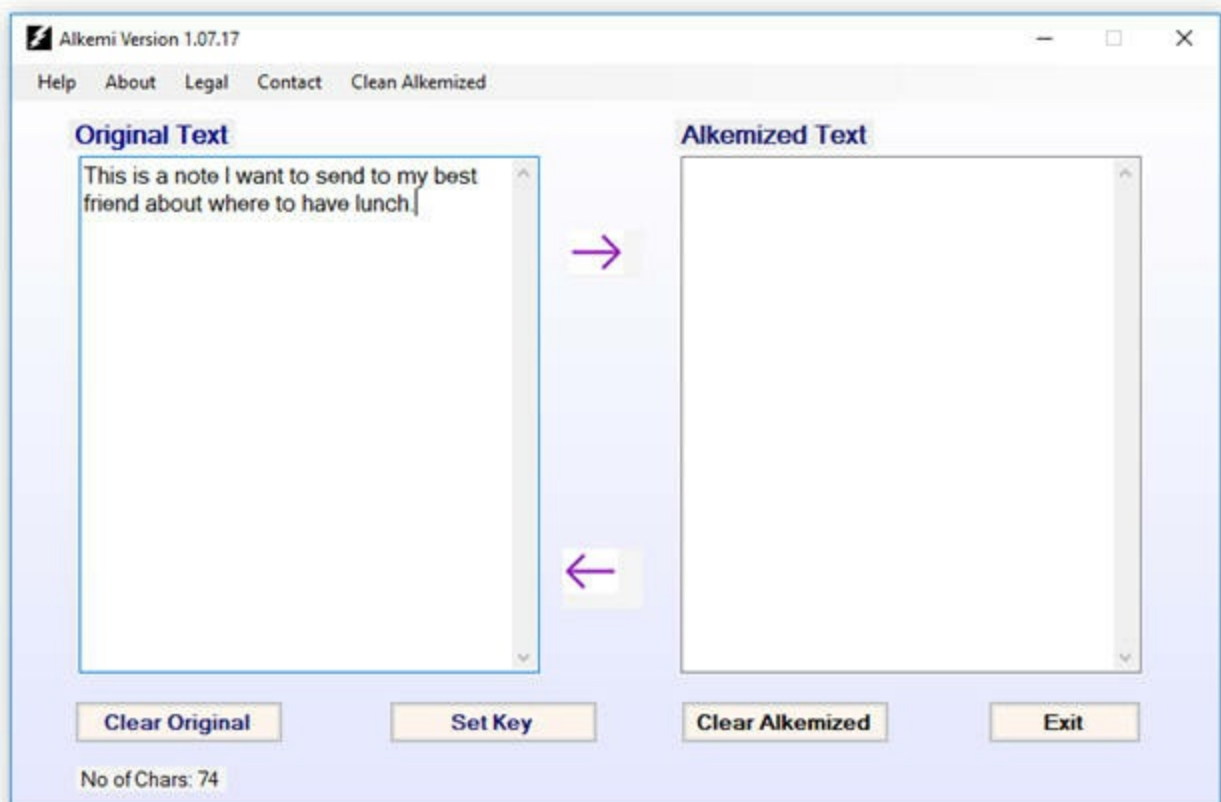 Alkemi Version 1.07.17
Help About Legal Contact Clean Alkemized
Original Text
Alkemized Text
This is a note I want to send to my best
friend about where to have lunch.
Clear Original
Set Key
Clear Alkemized
Exit
No of Chars: 74